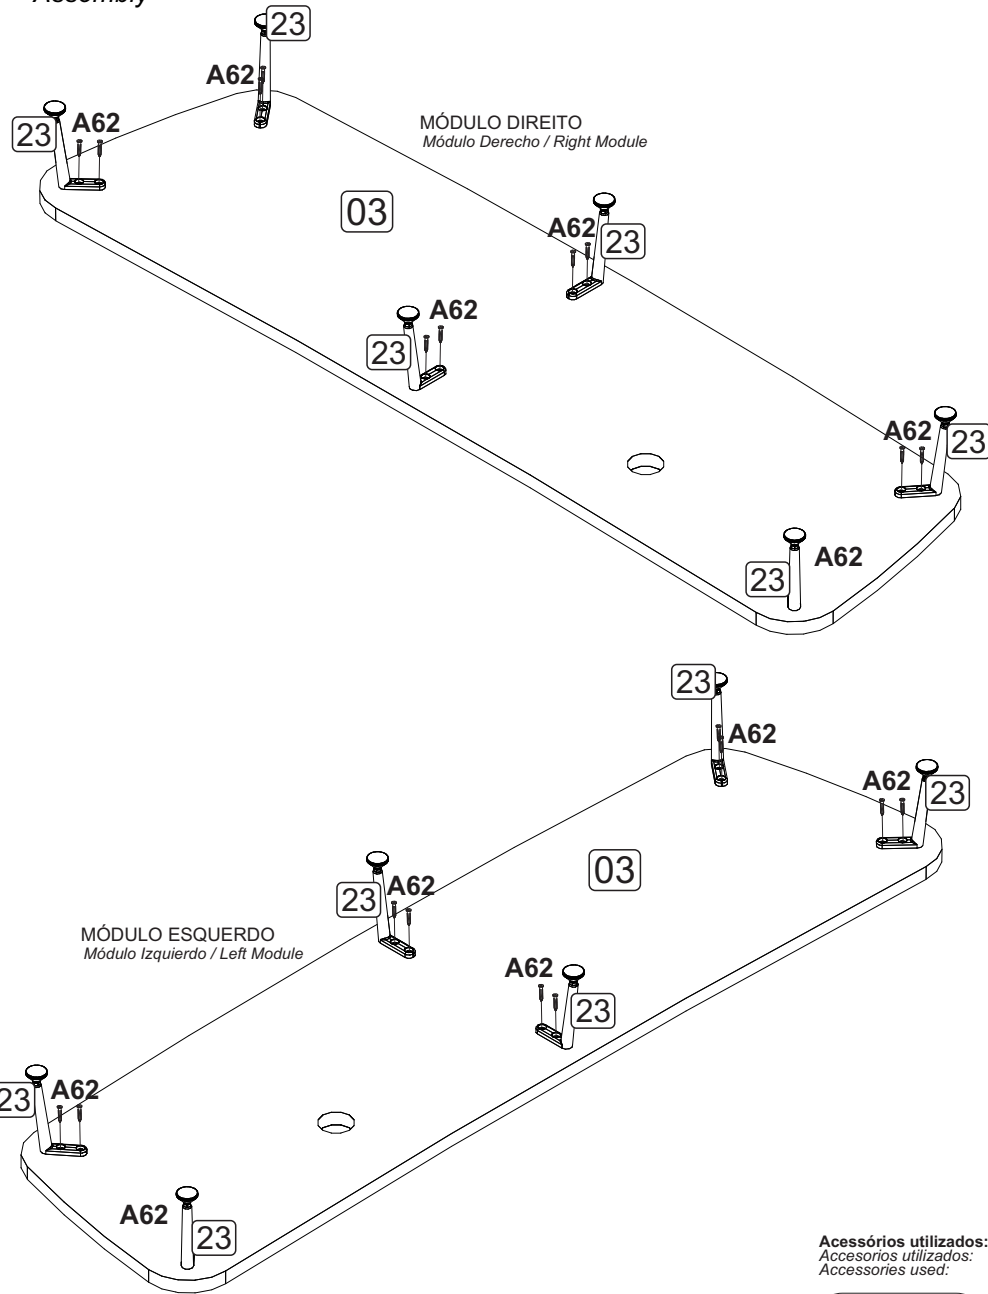 Assembly
23
A62
A62
23
MÓDULO DIREITO
Módulo Derecho / Right Module
03
A62
23
A62
23
A62
23
A62
23
23
A62
A62
23
03
A62
23
MÓDULO ESQUERDO
Módulo Izquierdo / Left Module
A62
23
A62
23
A62
23
Acessórios utilizados:
Accesorios utilizados:
Accessories used: